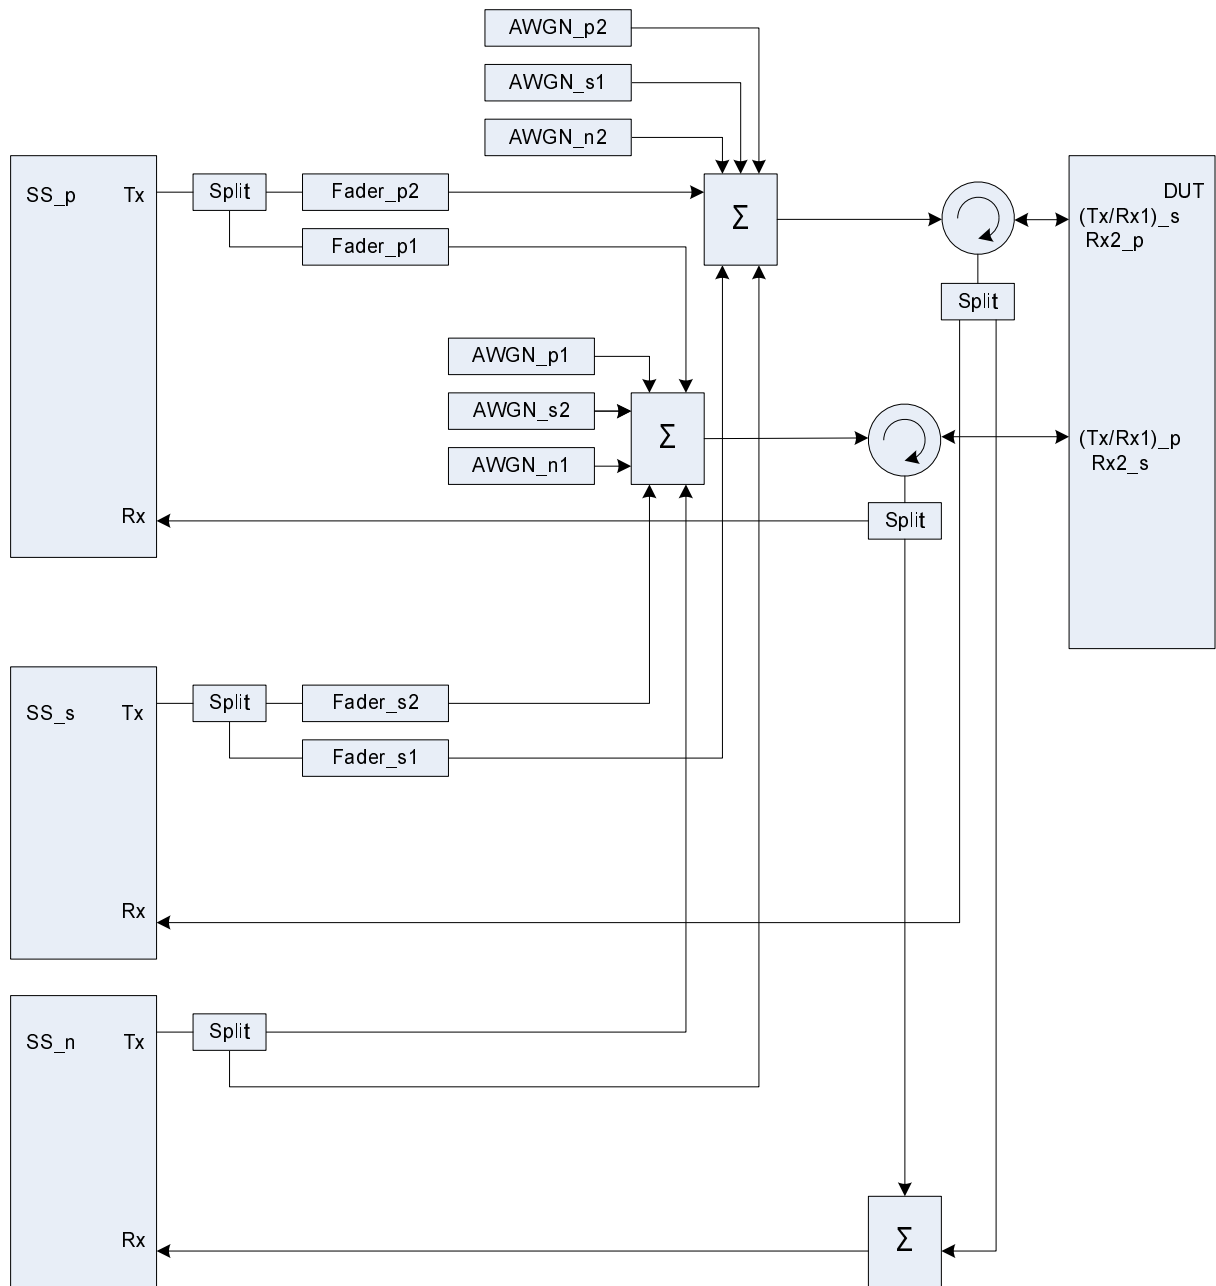 AWGN_p2
AWGN_s1
AWGN_n2
SS_p Tx
Split
Fader_p2
Fader_p1
Σ
DUT
(Tx/Rx1)_s
Rx2_p
Split
AWGN_p1
AWGN_s2
AWGN_n1
Σ
(Tx/Rx1)_p
Rx2_s
Rx
Split
SS_s Tx
Split
Fader_s2
Fader_s1
Rx
SS_n Tx
Split
Rx
Σ